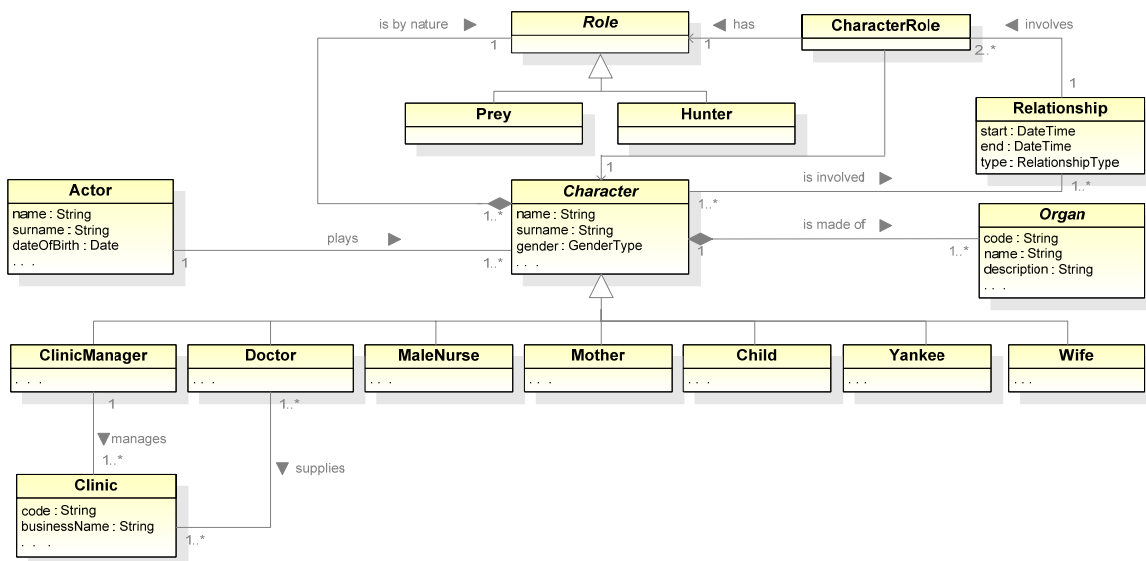 is by nature
1
Role
has
1
CharacterRole
involves
2..*
1
Prey
Hunter
Relationship
start : DateTime
end : DateTime
type : RelationshipType
1..*
1
is involved
1..*
Actor
name : String
surname : String
dateOfBirth : Date
. . .
1
plays
1..*
1..*
Character
name : String
surname : String
gender : GenderType
. . .
is made of
1
1..*
Organ
code : String
name : String
description : String
. . .
ClinicManager
. . .
Doctor
. . .
MaleNurse
. . .
Mother
. . .
Child
. . .
Yankee
. . .
Wife
. . .
1
1..*
manages
1..*
supplies
Clinic
code : String
businessName : String
. . .
1..*